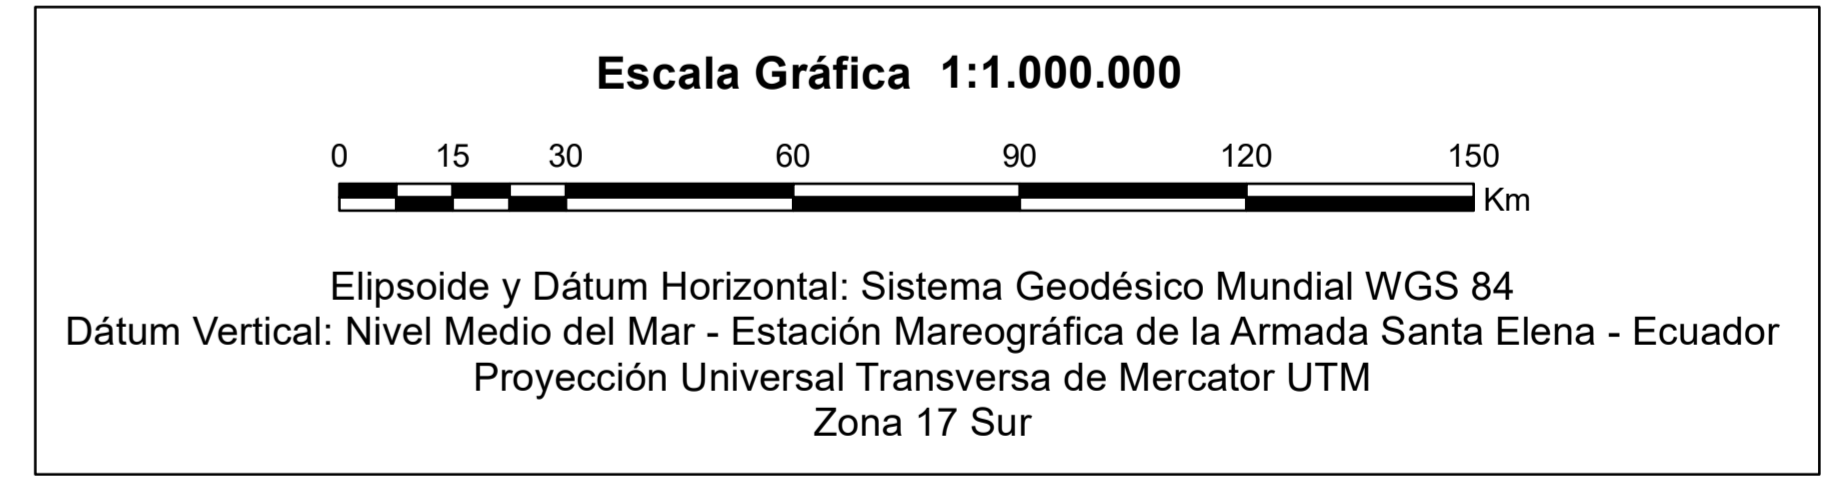 Escala Gráfica 1:1.000.000
0 15 30 60 90 120 150
Km
Elipsoide y Dátum Horizontal: Sistema Geodésico Mundial WGS 84
Dátum Vertical: Nivel Medio del Mar - Estación Mareográfica de la Armada Santa Elena - Ecuador
Proyección Universal Transversa de Mercator UTM
Zona 17 Sur